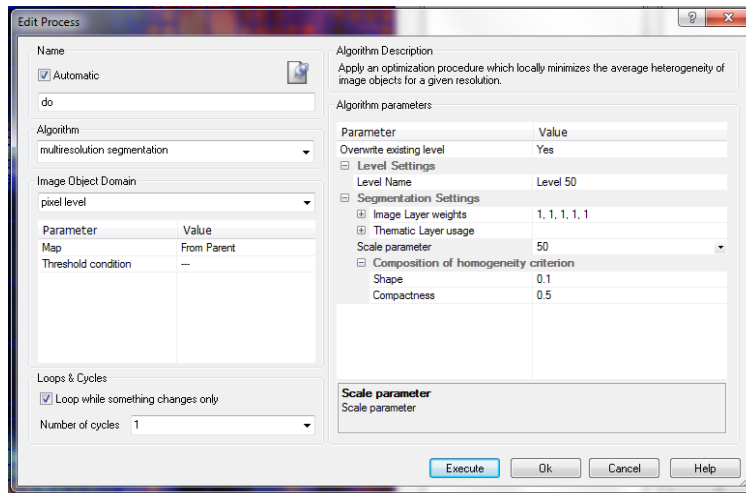 Edit Process
Name
Automatic
do
Algorithm
multiresolution segmentation
Image Object Domain
pixel level
Parameter Value
Map From Parent
Threshold condition ---
Loops & Cycles
Loop while something changes only
Number of cycles 1
Algorithm Description
Apply an optimization procedure which locally minimizes the average heterogeneity of
image objects for a given resolution.
Algorithm parameters
Parameter Value
Overwrite existing level Yes
Level Settings
Level Name Level 50
Segmentation Settings
Image Layer weights 1, 1, 1, 1, 1
Thematic Layer usage
Scale parameter 50
Composition of homogeneity criterion
Shape 0.1
Compactness 0.5
Scale parameter
Scale parameter
Execute Ok Cancel Help